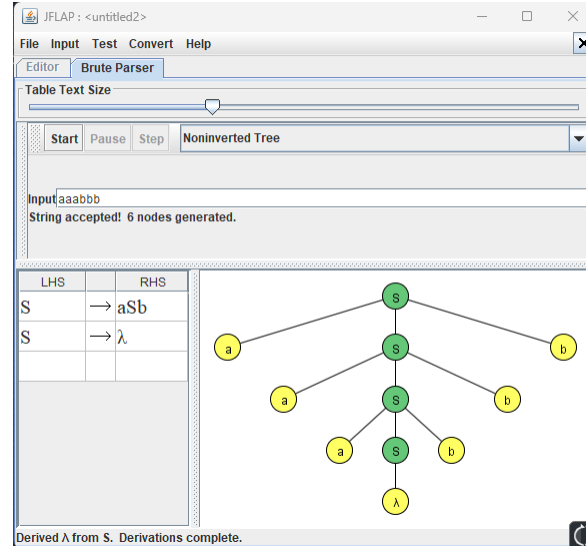 JFLAP : <untitled2>
File Input Test Convert Help
Editor Brute Parser
Table Text Size
Start Pause Step Noninverted Tree
Input aaabbb
String accepted! 6 nodes generated.
LHS RHS
S → aSb
S → λ
S
a S b
a S b
a S b
λ
Derived λ from S. Derivations complete.